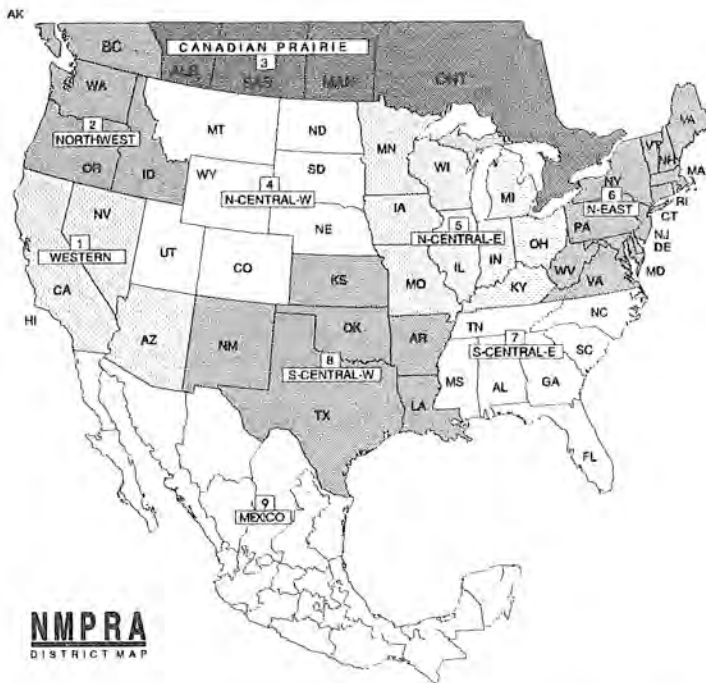 AK
BC
CANADIAN PRAIRIE
3
ALB
SAS
MAN
ONT
WA
2
NORTHWEST
OR
ID
MT
ND
MN
WI
MI
VT
NH
MA
NY
6
N-EAST
RI
CT
WY
SD
4
N-CENTRAL-W
IA
5
N-CENTRAL-E
PA
NJ
DE
OH
NV
1
WESTERN
NE
UT
CO
IL
IN
WV
VA
MD
CA
KS
MO
KY
HI
AZ
NM
OK
AR
TN
NC
7
S-CENTRAL-E
SC
8
S-CENTRAL-W
MS
AL
GA
TX
LA
FL
9
MEXICO
NMPRA
DISTRICT MAP